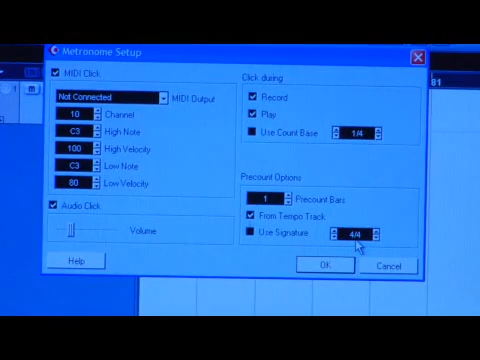 Metronome Setup
MIDI Click
Not Connected MIDI Output
10 Channel
C3 High Note
100 High Velocity
C3 Low Note
80 Low Velocity
Audio Click
Volume
Help
Click during
Record
Play
Use Count Base 1/4
Precount Options
1 Precount Bars
From Tempo Track
Use Signature 4/4
OK Cancel
81
m